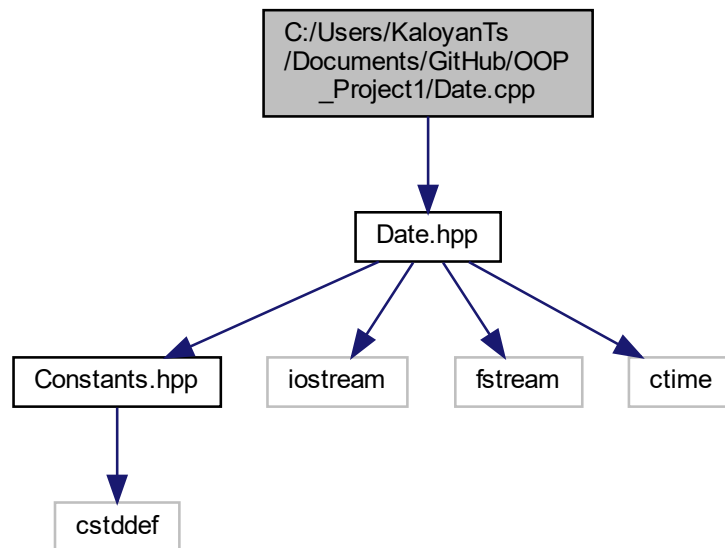 C:/Users/KaloyanTs
/Documents/GitHub/OOP
_Project1/Date.cpp
Date.hpp
Constants.hpp
iostream
fstream
ctime
cstddef